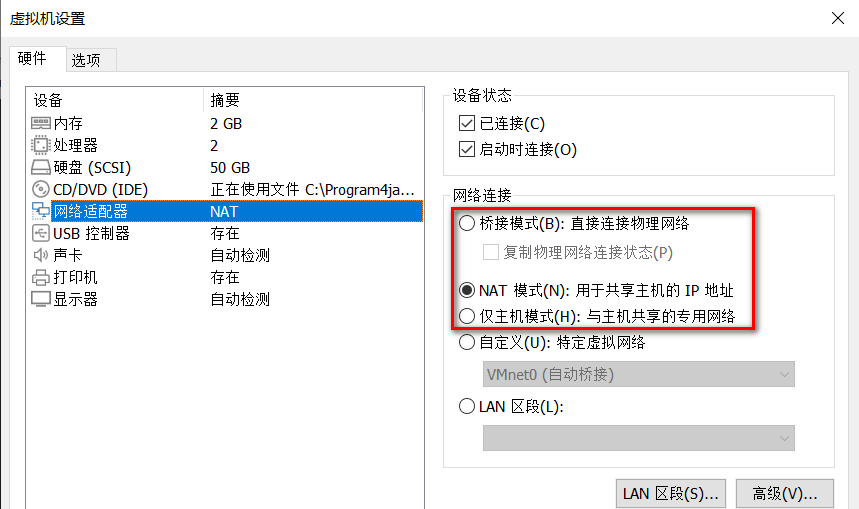 虚拟机设置
硬件 选项
设备 摘要
内存 2 GB
处理器 2
硬盘 (SCSI) 50 GB
CD/DVD (IDE) 正在使用文件 C:\Program4ja...
网络适配器 NAT
USB 控制器 存在
声卡 自动检测
打印机 存在
显示器 自动检测
设备状态
已连接(C)
启动时连接(O)
网络连接
桥接模式(B): 直接连接物理网络
复制物理网络连接状态(P)
NAT 模式(N): 用于共享主机的 IP 地址
仅主机模式(H): 与主机共享的专用网络
自定义(U): 特定虚拟网络
VMnet0 (自动桥接)
LAN 区段(L):
LAN 区段(S)... 高级(V)...